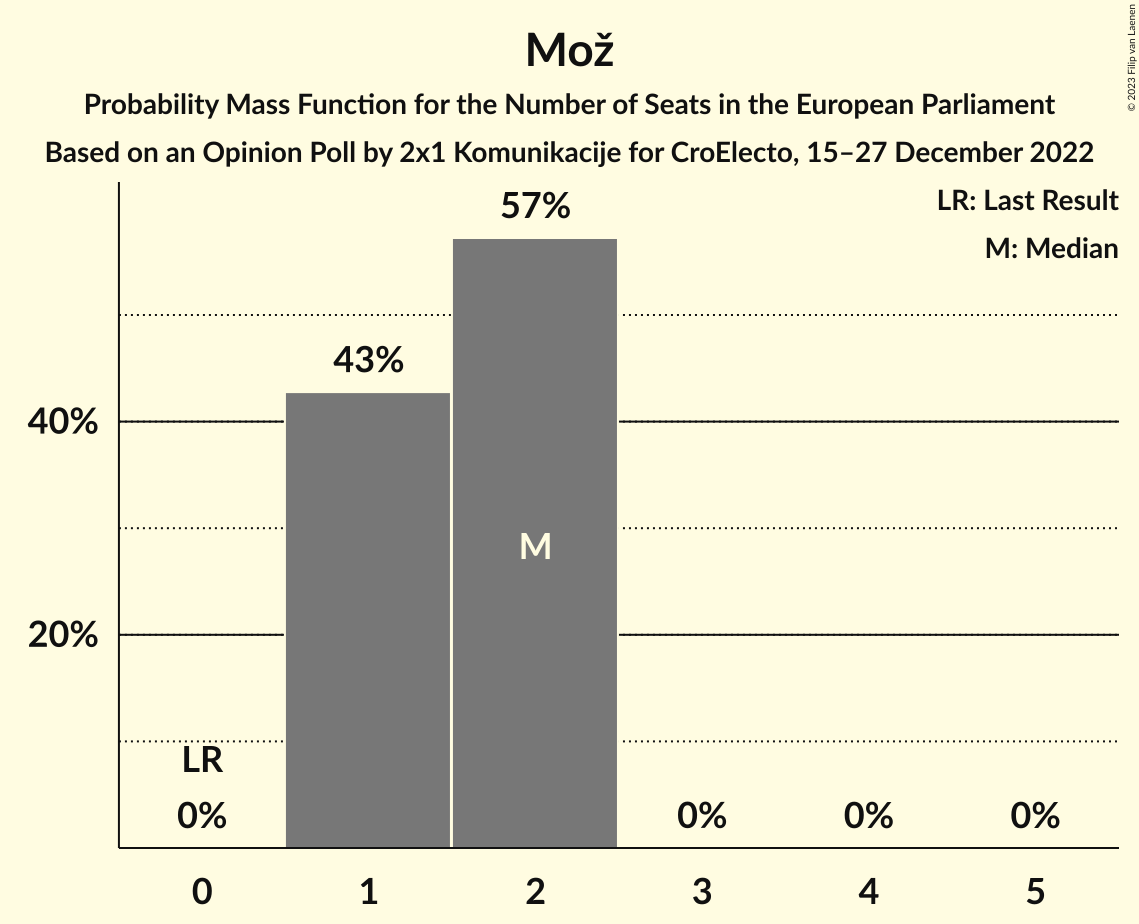 Mož
Probability Mass Function for the Number of Seats in the European Parliament
Based on an Opinion Poll by 2x1 Komunikacije for CroElecto, 15–27 December 2022
© 2023 Filip van Laenen
LR: Last Result
M: Median
57%
43%
40%
M
20%
LR
0%
0%
0%
0%
0
1
2
3
4
5